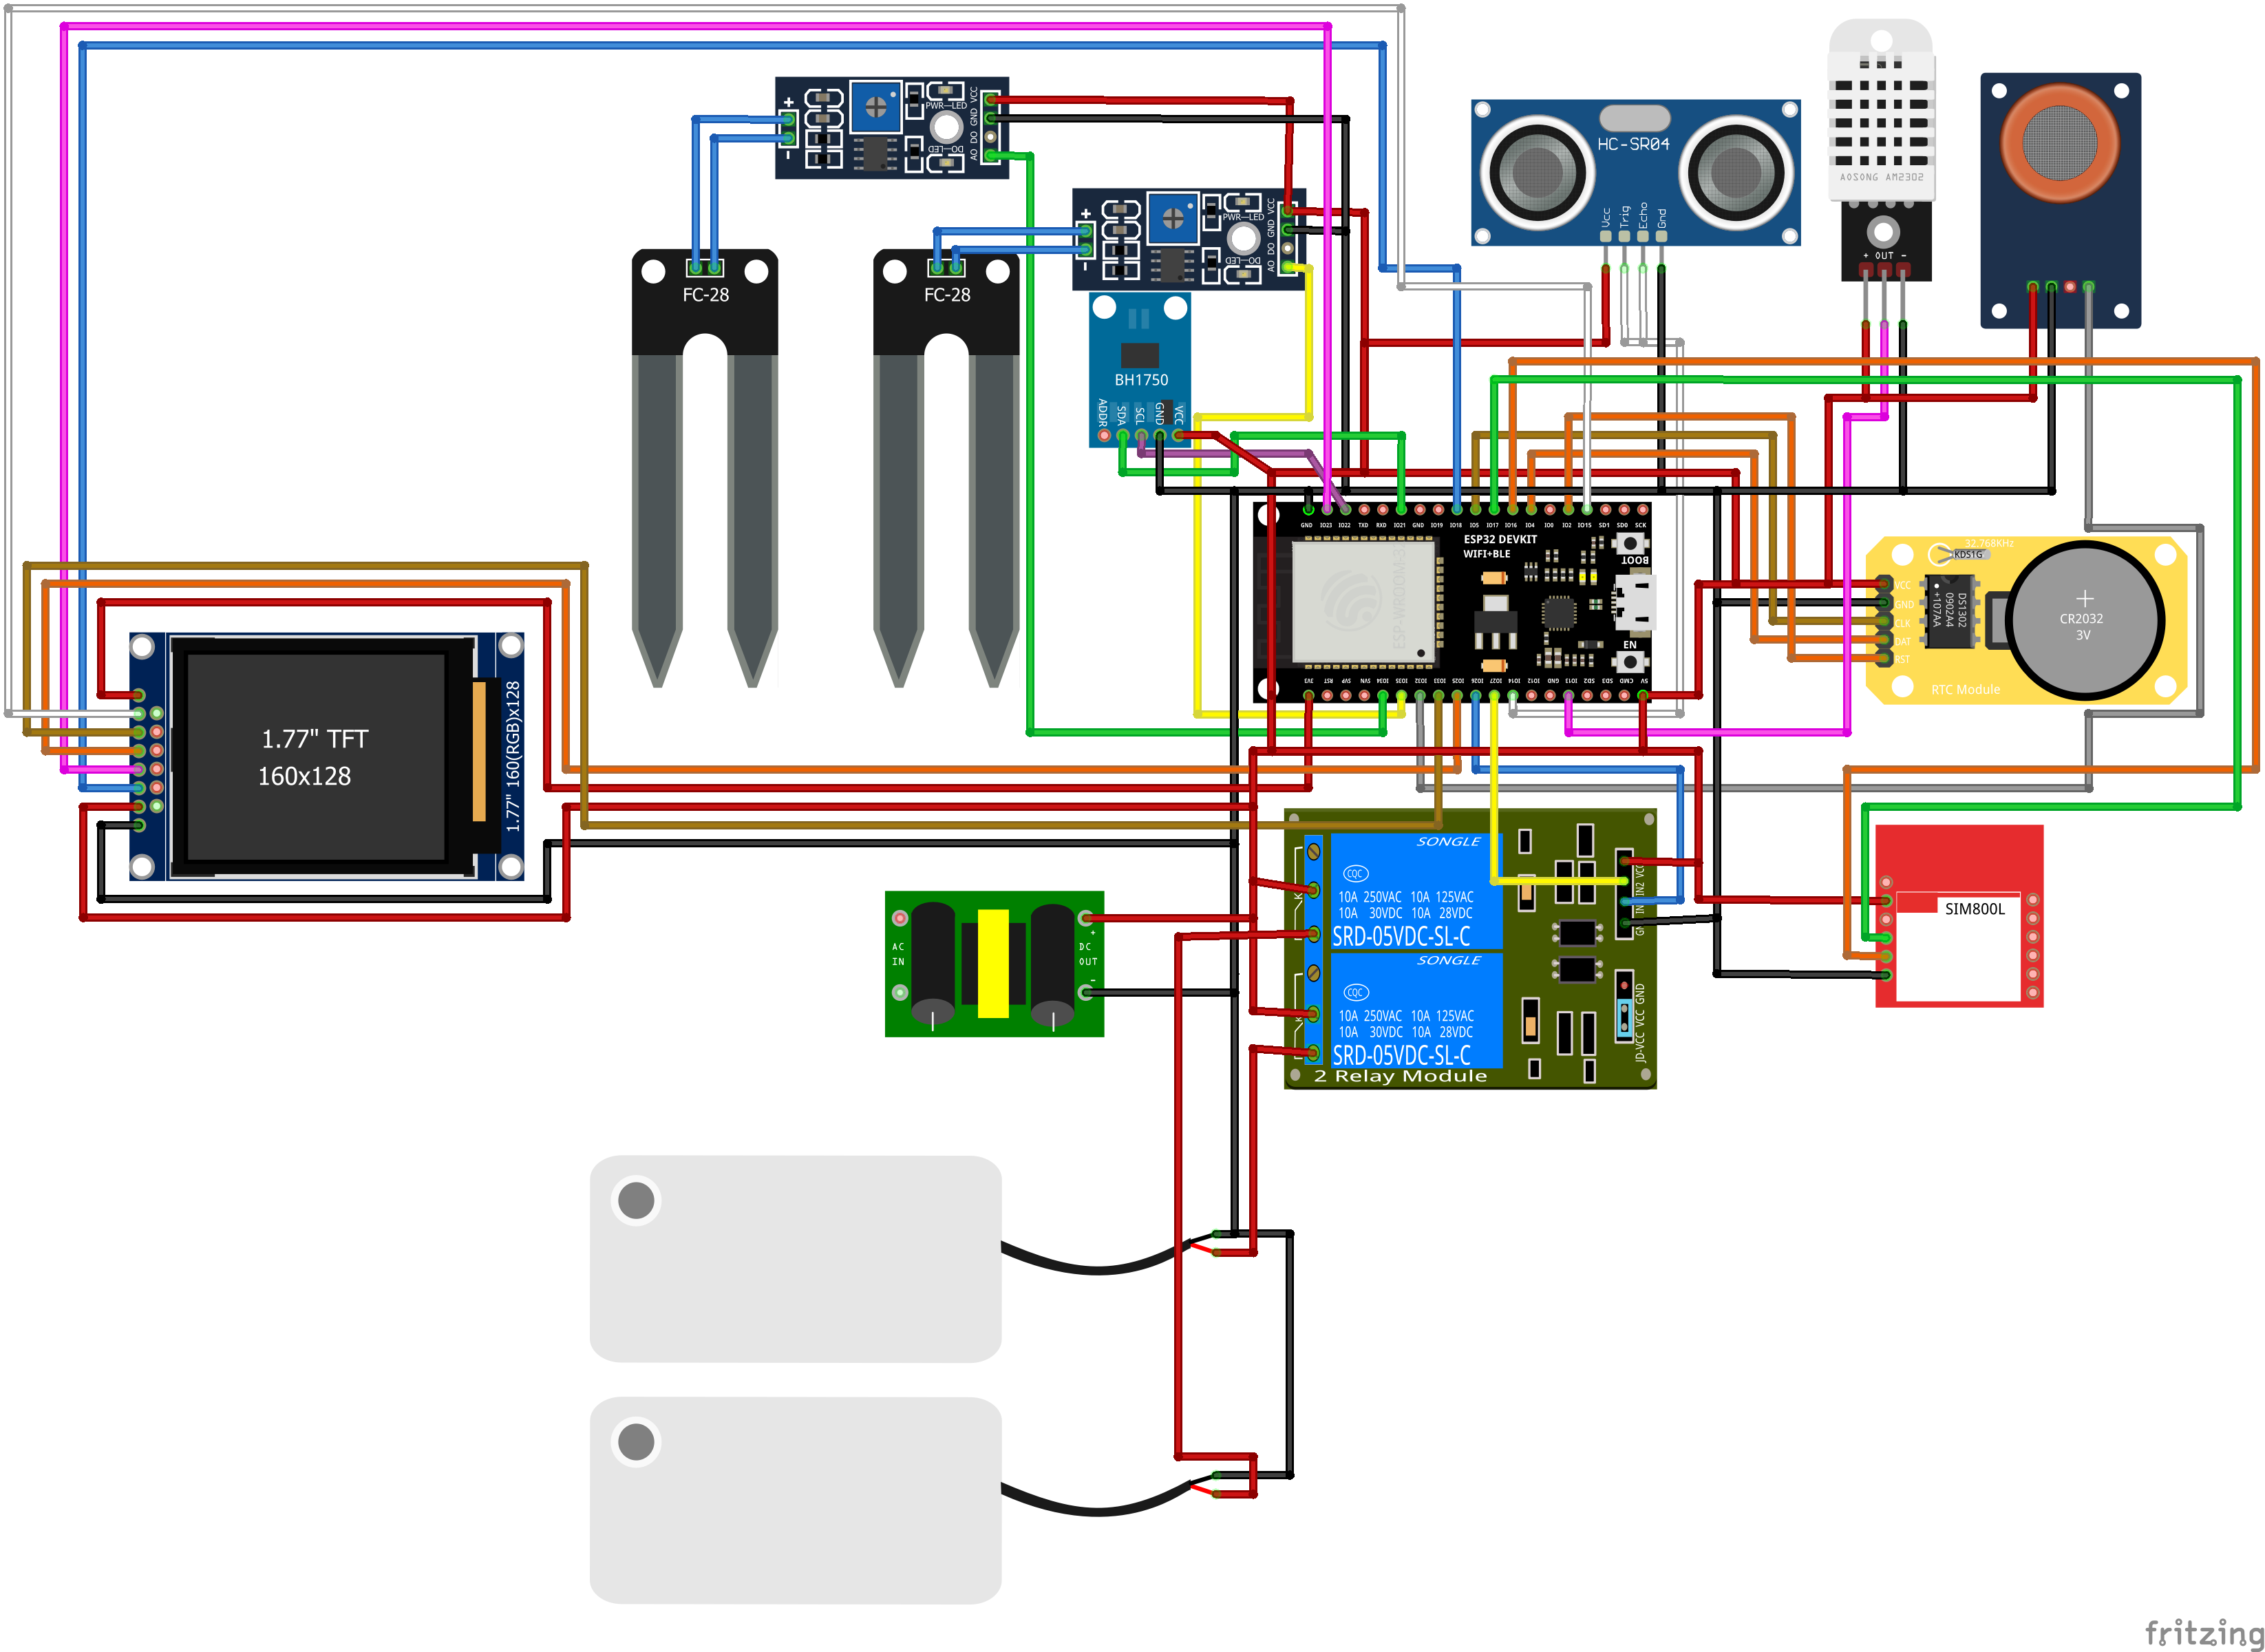 +
-
PWR-LED
DO-LED
VCC
GND
DO
AO
+
-
PWR-LED
DO-LED
VCC
GND
DO
AO
FC-28
FC-28
BH1750
ADDR
SDA
SCL
GND
VCC
HC-SR04
Vcc
Trig
Echo
Gnd
AOSONG AM2302
+ OUT -
GND IO23 IO22 TXD RXD IO21 GND IO19 IO18 IO5 IO17 IO16 IO4 IO0 IO2 IO15 SD1 SD0 SCK
ESP32 DEVKIT
WIFI+BLE
BOOT
EN
3V3 RST SVP SVN IO34 IO35 IO32 IO33 IO25 IO26 IO27 IO14 IO12 GND IO13 SD2 SD3 CMD 5V
32.768KHz
KDS1G
VCC
GND
CLK
DAT
RST
DS1302
0902A4
+107AA
+
CR2032
3V
RTC Module
1.77" TFT
160x128
1.77" 160(RGB)x128
AC
IN
+
DC
OUT
-
SONGLE
CQC
10A 250VAC 10A 125VAC
10A 30VDC 10A 28VDC
SRD-05VDC-SL-C
SONGLE
CQC
10A 250VAC 10A 125VAC
10A 30VDC 10A 28VDC
SRD-05VDC-SL-C
2 Relay Module
VCC
IN2
JD-VCC VCC GND
SIM800L
fritzing